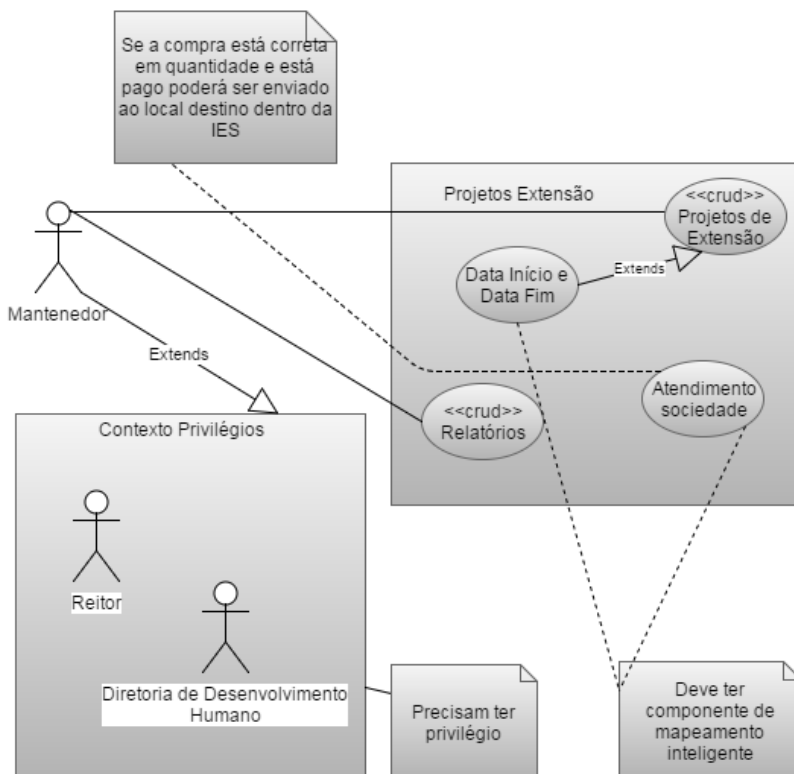 Se a compra está correta
em quantidade e está
pago poderá ser enviado
ao local destino dentro da
IES
Mantenedor
Extends
Projetos Extensão
<<crud>>
Projetos de
Extensão
Data Início e
Data Fim
Extends
<<crud>>
Relatórios
Atendimento
sociedade
Contexto Privilégios
Reitor
Diretoria de Desenvolvimento
Humano
Precisam ter
privilégio
Deve ter
componente de
mapeamento
inteligente